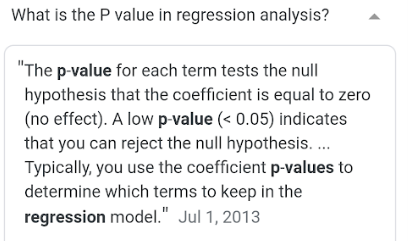 What is the P value in regression analysis?
"The p-value for each term tests the null
hypothesis that the coefficient is equal to zero
(no effect). A low p-value (< 0.05) indicates
that you can reject the null hypothesis. ...
Typically, you use the coefficient p-values to
determine which terms to keep in the
regression model." Jul 1, 2013